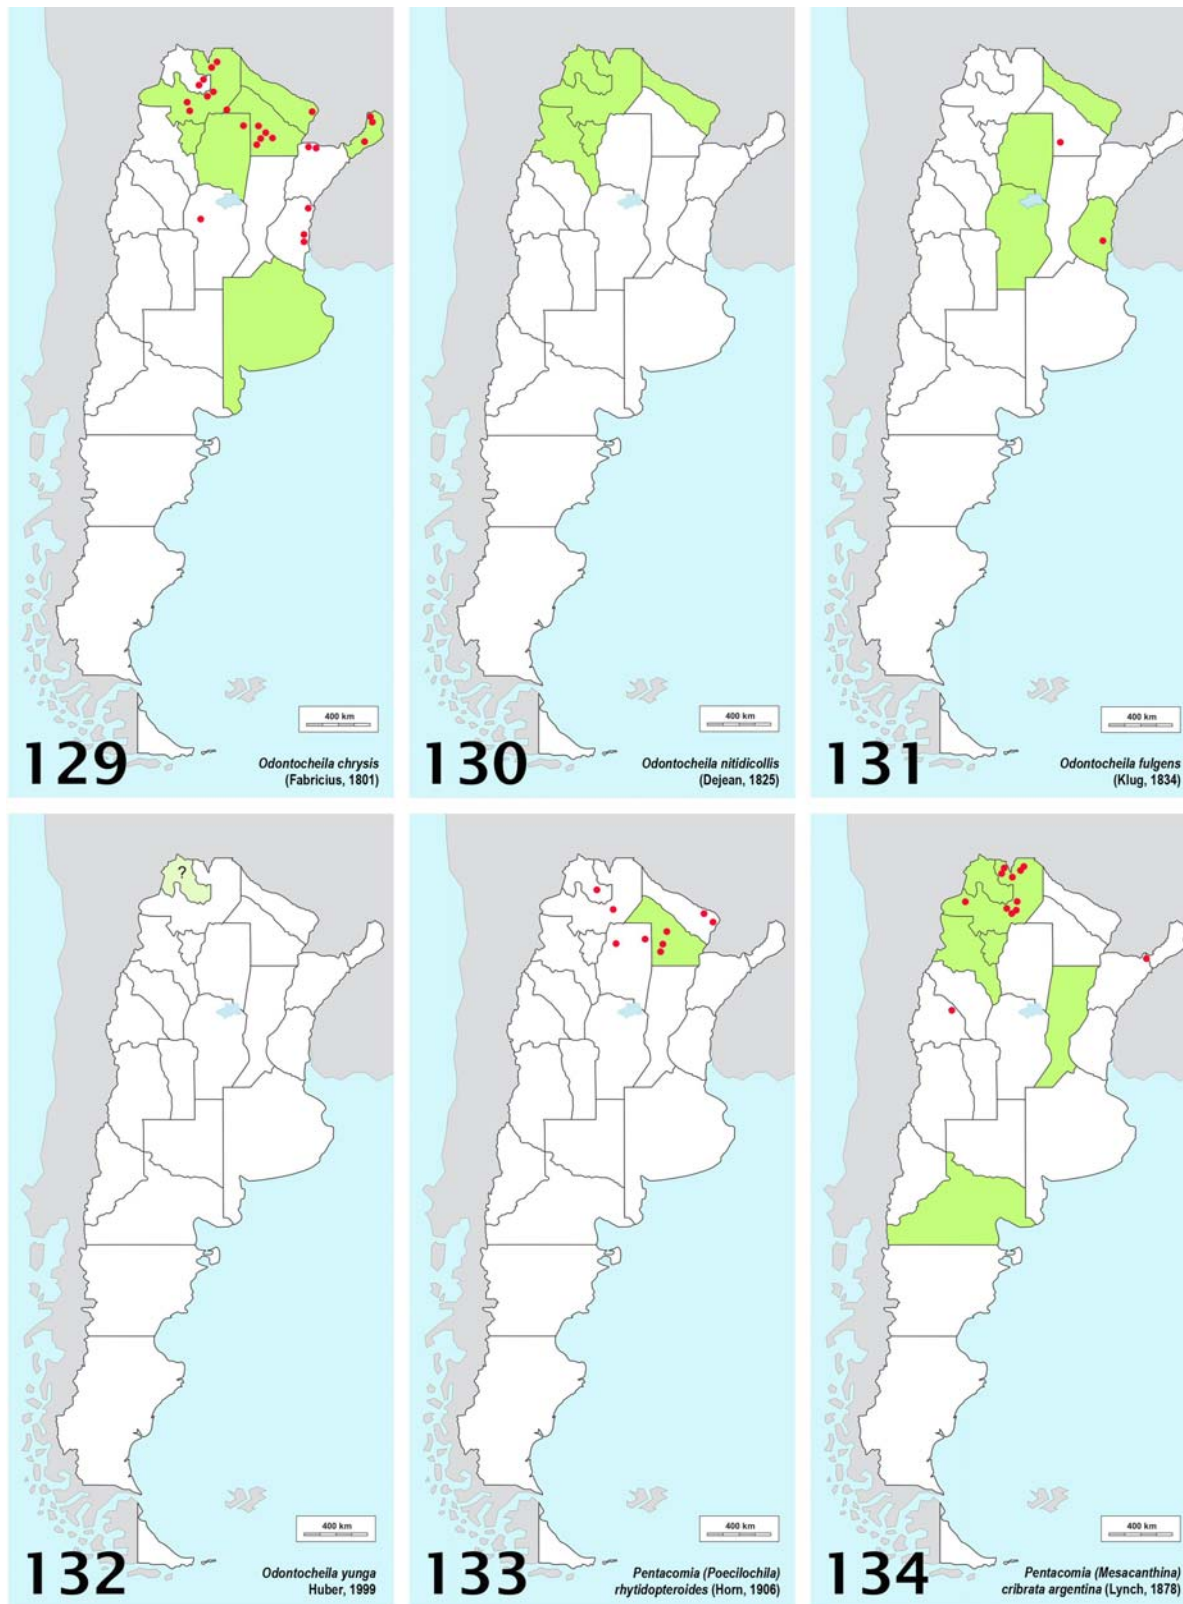 400 km
129
Odontocheila chrysis
(Fabricius, 1801)
400 km
130
Odontocheila nitidicollis
(Dejean, 1825)
400 km
131
Odontocheila fulgens
(Klug, 1834)
?
400 km
132
Odontocheila yunga
Huber, 1999
400 km
133
Pentacomia (Poecilochila)
rhytidopteroides (Horn, 1906)
400 km
134
Pentacomia (Mesacanthina)
cribrata argentina (Lynch, 1878)